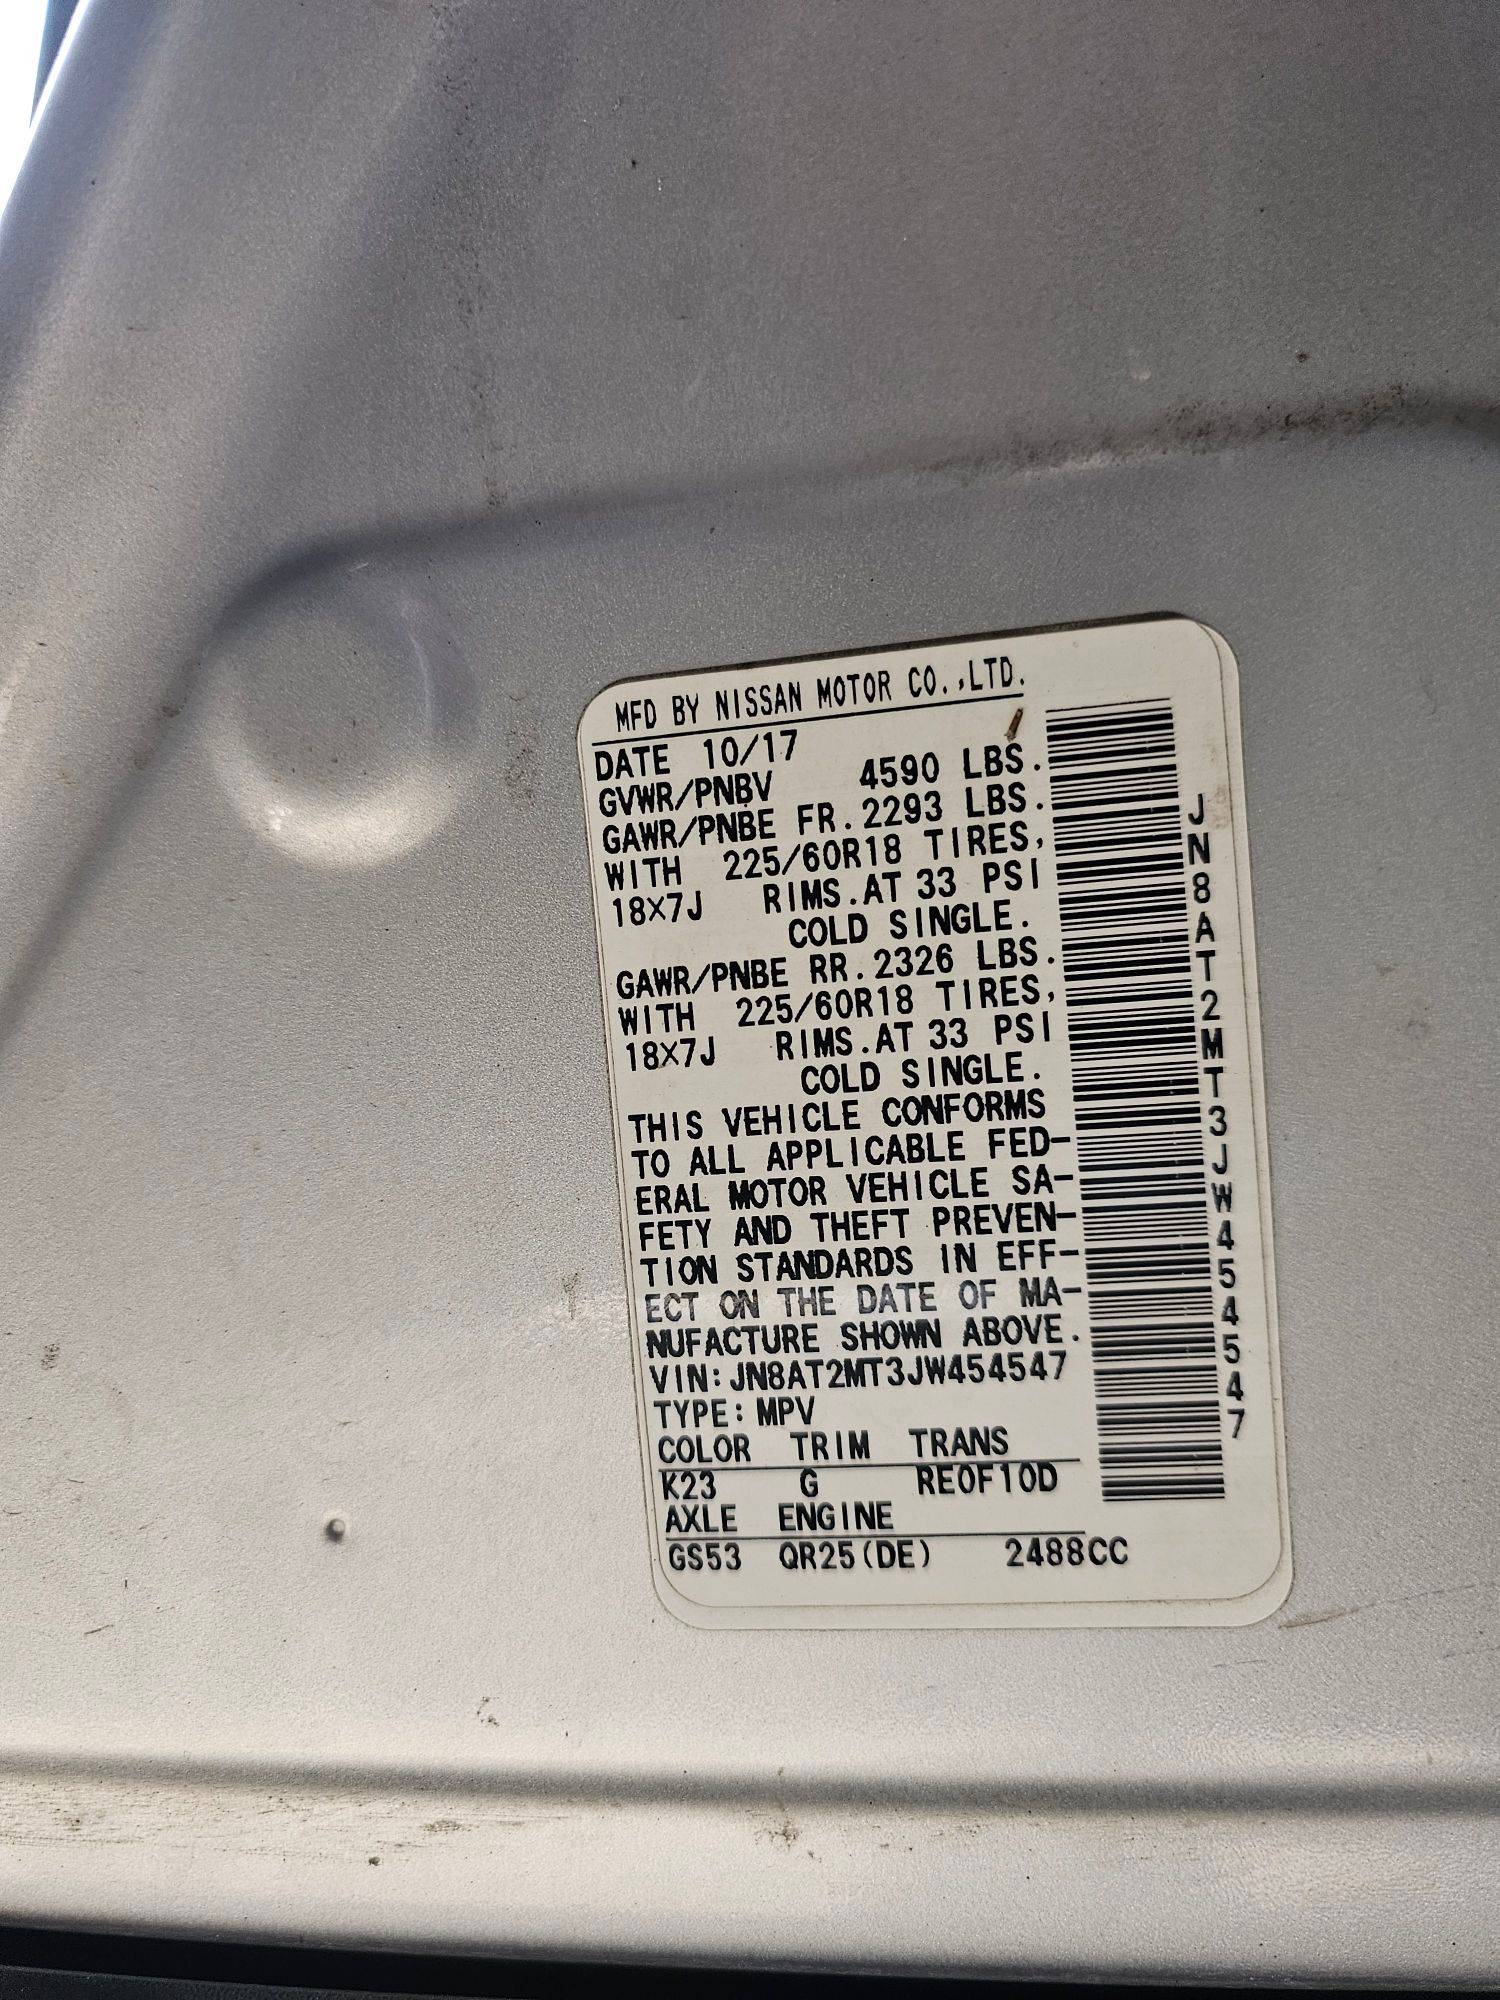 MFD BY NISSAN MOTOR CO.,LTD.
DATE 10/17
GVWR/PNBV 4590 LBS.
GAWR/PNBE FR.2293 LBS.
WITH 225/60R18 TIRES,
18X7J RIMS.AT 33 PSI
COLD SINGLE.
GAWR/PNBE RR.2326 LBS.
WITH 225/60R18 TIRES,
18X7J RIMS.AT 33 PSI
COLD SINGLE.
THIS VEHICLE CONFORMS
TO ALL APPLICABLE FED-
ERAL MOTOR VEHICLE SA-
FETY AND THEFT PREVEN-
TION STANDARDS IN EFF-
ECT ON THE DATE OF MA-
NUFACTURE SHOWN ABOVE.
VIN:JN8AT2MT3JW454547
TYPE:MPV
COLOR TRIM TRANS
K23 G RE0F10D
AXLE ENGINE
GS53 QR25(DE) 2488CC
JN8AT2MT3JW454547